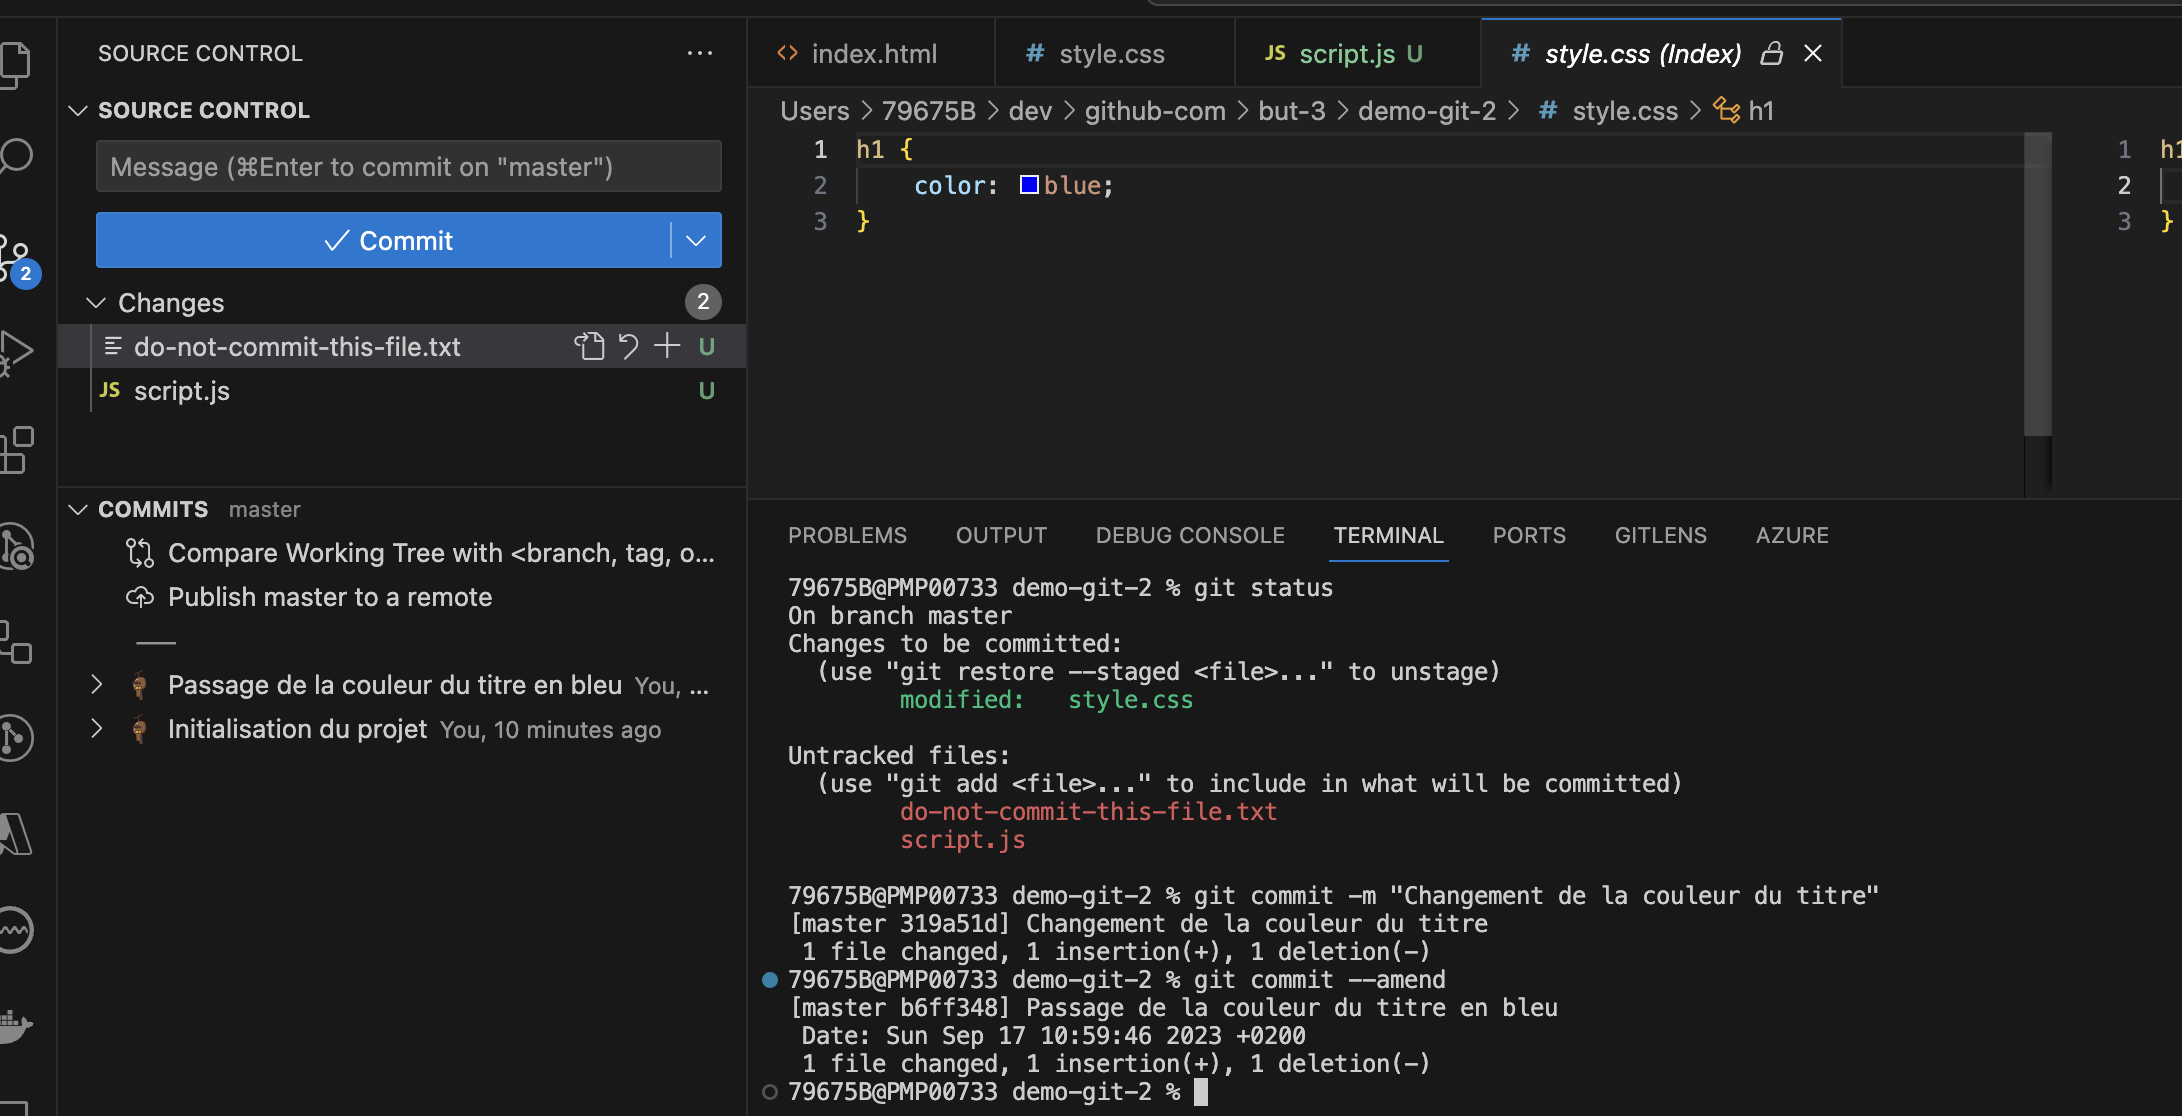 SOURCE CONTROL
SOURCE CONTROL
Message (⌘Enter to commit on "master")
Commit
2
Changes 2
do-not-commit-this-file.txt U
JS script.js U
COMMITS master
Compare Working Tree with <branch, tag, o...
Publish master to a remote
Passage de la couleur du titre en bleu You, ...
Initialisation du projet You, 10 minutes ago
<> index.html # style.css JS script.js U # style.css (Index)
Users > 79675B > dev > github-com > but-3 > demo-git-2 > # style.css > h1
1 h1 {
2 color: blue;
3 }
1 h1
2
3 }
PROBLEMS OUTPUT DEBUG CONSOLE TERMINAL PORTS GITLENS AZURE
79675B@PMP00733 demo-git-2 % git status
On branch master
Changes to be committed:
(use "git restore --staged <file>..." to unstage)
modified: style.css
Untracked files:
(use "git add <file>..." to include in what will be committed)
do-not-commit-this-file.txt
script.js
79675B@PMP00733 demo-git-2 % git commit -m "Changement de la couleur du titre"
[master 319a51d] Changement de la couleur du titre
1 file changed, 1 insertion(+), 1 deletion(-)
79675B@PMP00733 demo-git-2 % git commit --amend
[master b6ff348] Passage de la couleur du titre en bleu
Date: Sun Sep 17 10:59:46 2023 +0200
1 file changed, 1 insertion(+), 1 deletion(-)
79675B@PMP00733 demo-git-2 %